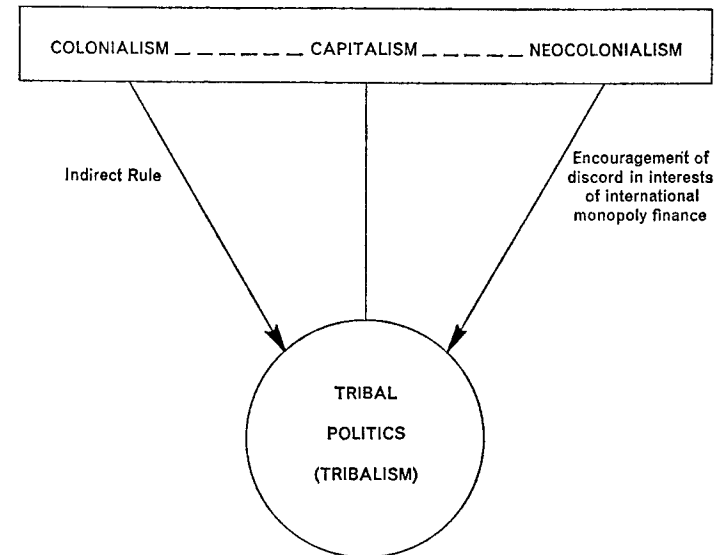 COLONIALISM ------ CAPITALISM ----- NEOCOLONIALISM
Indirect Rule
Encouragement of
discord in interests
of international
monopoly finance
TRIBAL
POLITICS
(TRIBALISM)